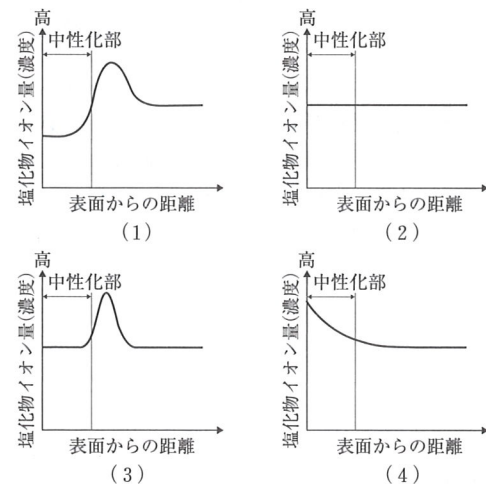 高
中性化部
塩化物イオン量(濃度)
表面からの距離
(1)
高
中性化部
塩化物イオン量(濃度)
表面からの距離
(2)
高
中性化部
塩化物イオン量(濃度)
表面からの距離
(3)
高
中性化部
塩化物イオン量(濃度)
表面からの距離
(4)